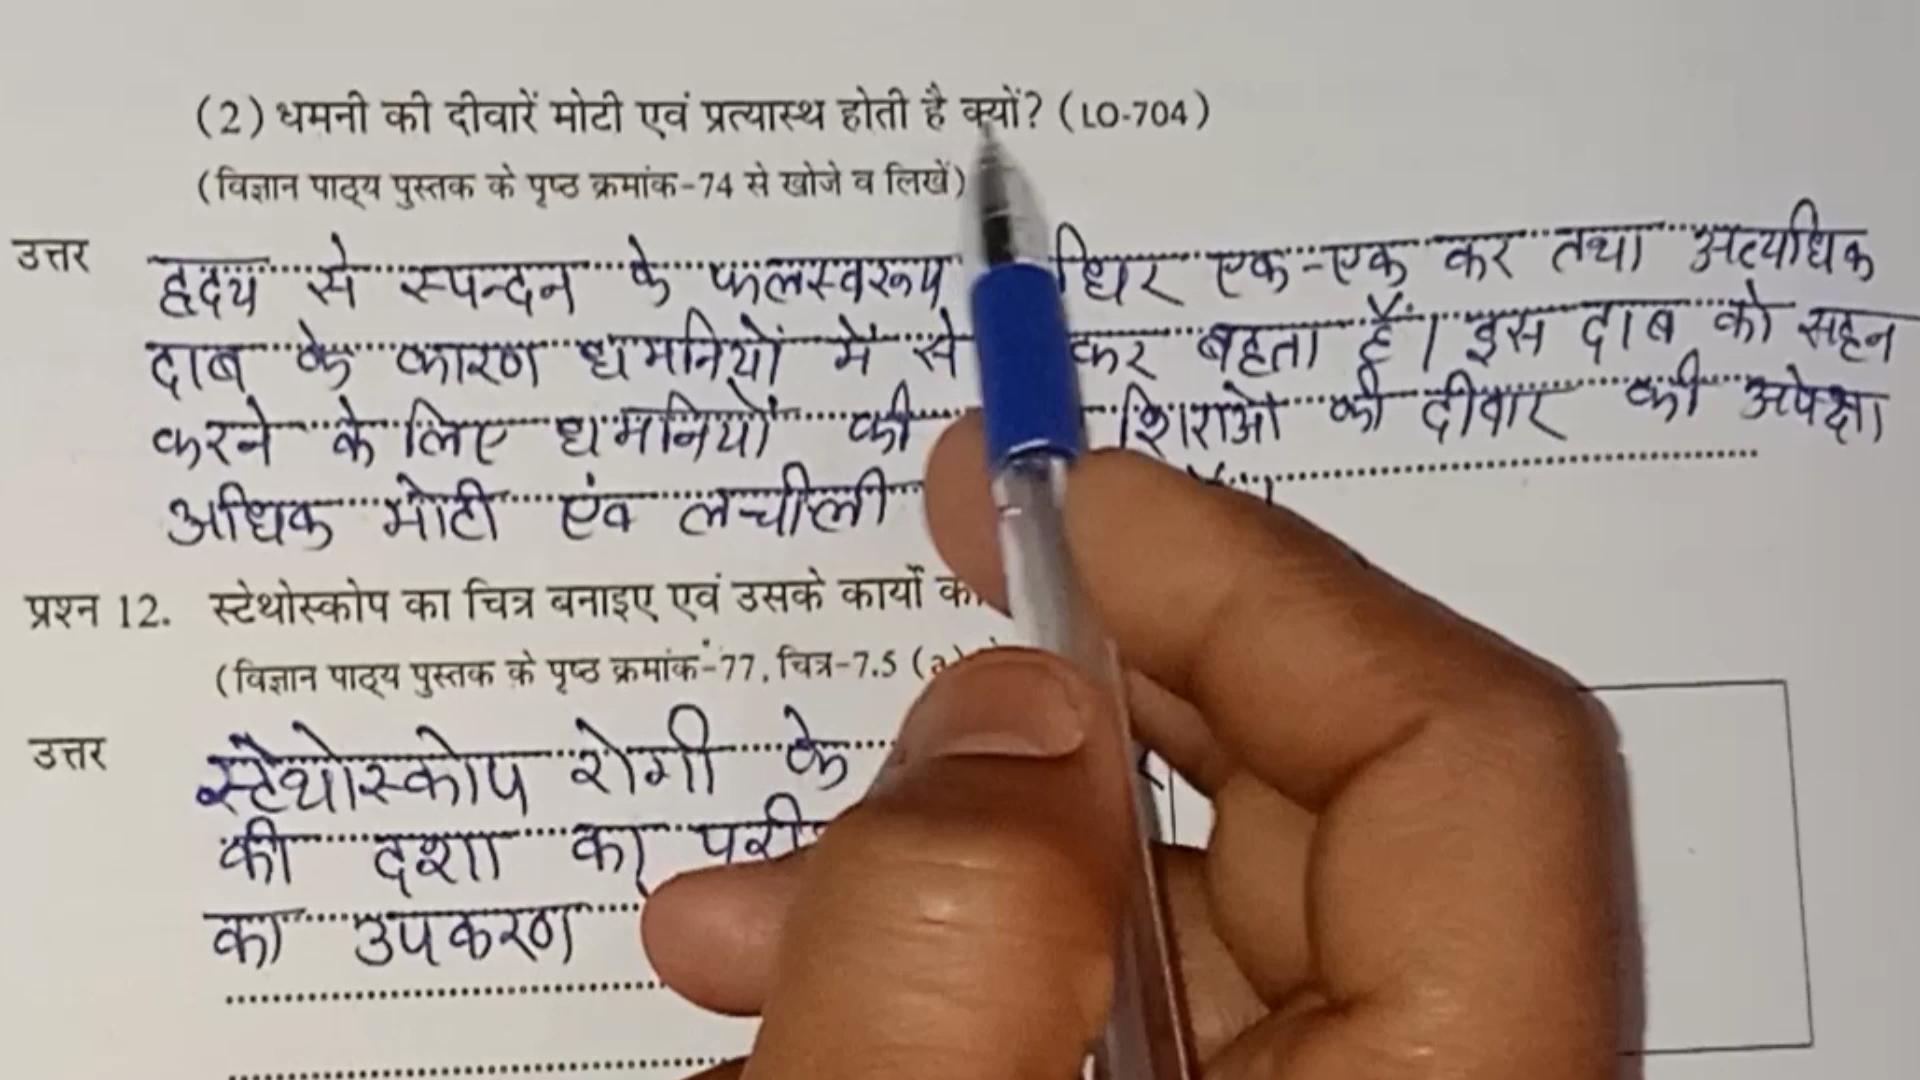 (2) धमनी की दीवारें मोटी एवं प्रत्यास्थ होती है क्यों? (LO-704)
(विज्ञान पाठ्य पुस्तक के पृष्ठ क्रमांक-74 से खोजे व लिखें)
उत्तर हृदय से स्पन्दन के फलस्वरूप एक-एक कर तथा अत्यधिक
दाब के कारण धमनियों में से कर बहता है। इस दाब को सहन
करने के लिए धमनियों की शिराओ की दीवार की अपेक्षा
अधिक मोटी एंव लचीली
प्रश्न 12. स्टेथोस्कोप का चित्र बनाइए एवं उसके कार्यों
(विज्ञान पाठ्य पुस्तक के पृष्ठ क्रमांक-77, चित्र-7.5
उत्तर स्टेथोस्कोप रोगी के
की दशा का
का उपकरण